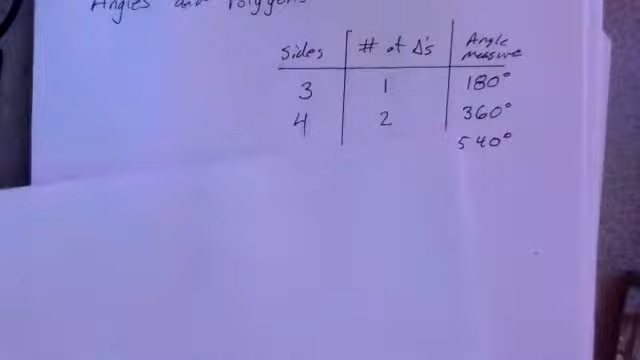 Angles and Polygons
Sides # of Δ's Angle Measure
3 1 180°
4 2 360°
540°